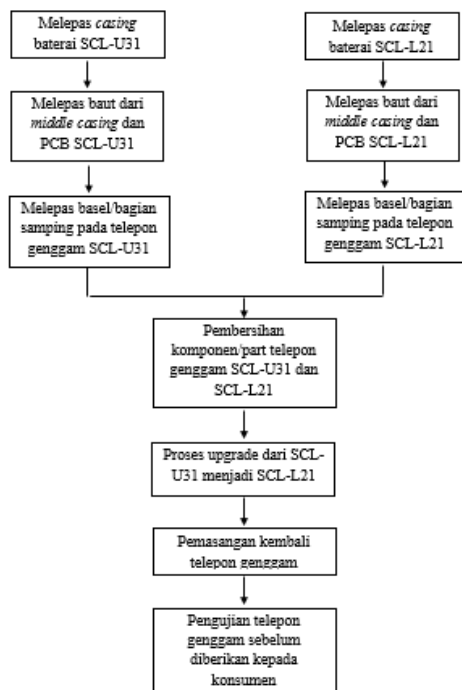 Melepas casing
baterai SCL-U31
Melepas baut dari
middle casing dan
PCB SCL-U31
Melepas basel/bagian
samping pada telepon
genggam SCL-U31
Melepas casing
baterai SCL-L21
Melepas baut dari
middle casing dan
PCB SCL-L21
Melepas basel/bagian
samping pada telepon
genggam SCL-L21
Pembersihan
komponen/part telepon
genggam SCL-U31 dan
SCL-L21
Proses upgrade dari SCL-
U31 menjadi SCL-L21
Pemasangan kembali
telepon genggam
Pengujian telepon
genggam sebelum
diberikan kepada
konsumen